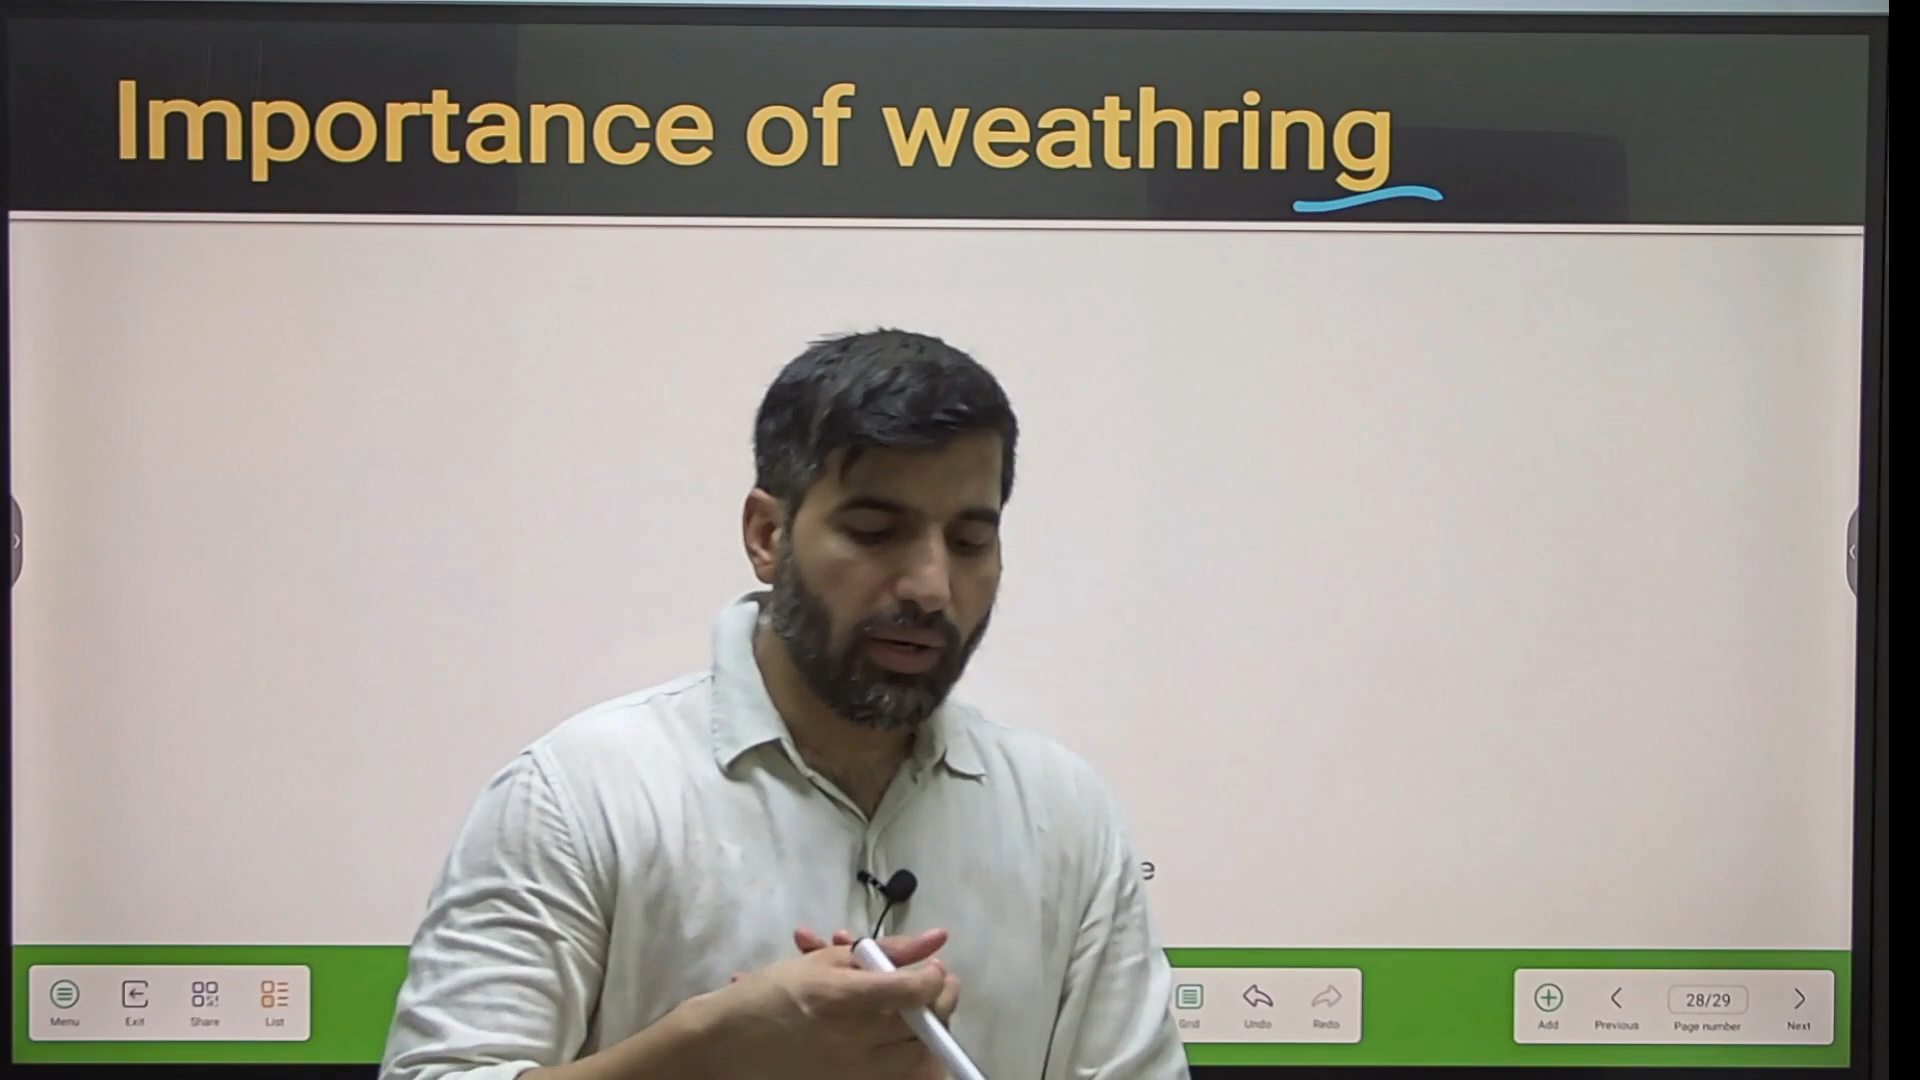 Importance of weathring
e
Menu Exit Share List Grid Undo Redo Add Previous 28/29 Page number Next